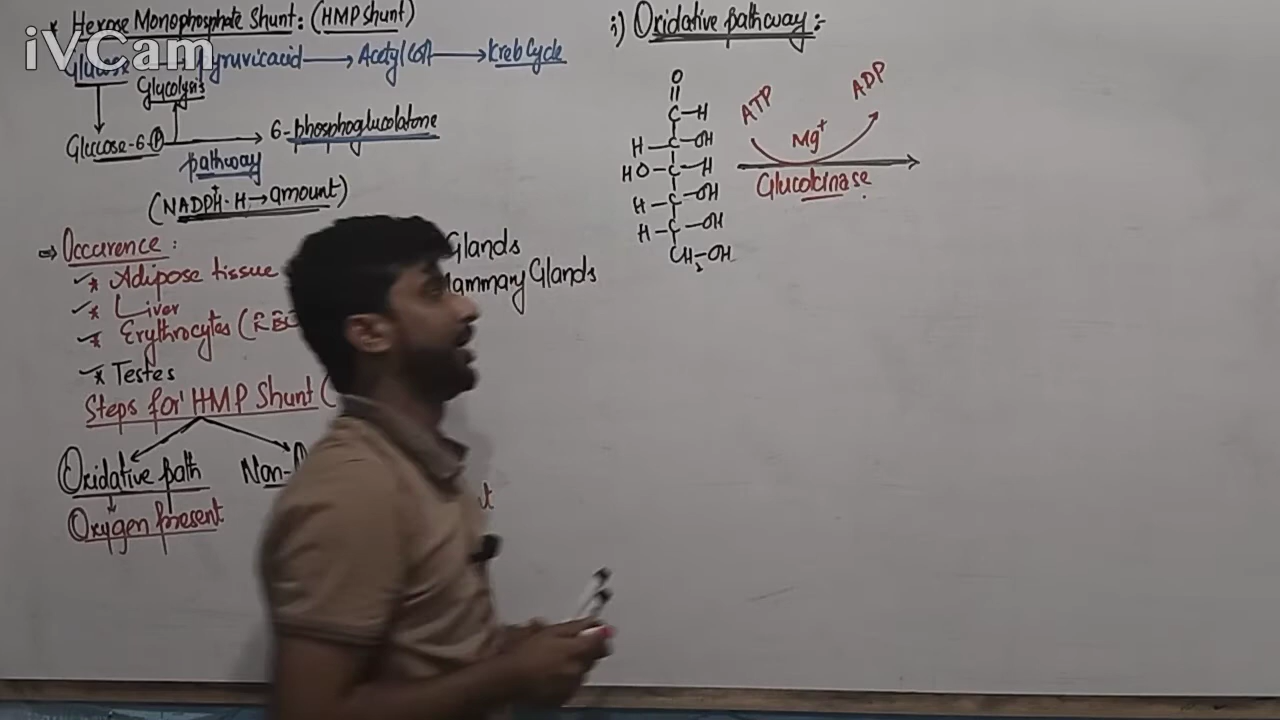 * Hexose Monophosphate Shunt: (HMP Shunt)
iVCam
Glucose Pyruvicacid → Acetyl CoA → Kreb Cycle
Glycolysis
Glucose-6-P → 6-phosphoglucolatone
pathway
(NADPH+H → amount)
⇒ Occurence:
* Adipose tissue
* Liver
* Erythrocytes (RBC
* Testes
Glands
Mammary Glands
Steps for HMP Shunt (
Oxidative path Non-
Oxygen present
i) Oxidative pathway:-
O
C-H
H-C-OH
HO-C-H
H-C-OH
H-C-OH
CH2-OH
ATP ADP
Mg+
Glucokinase